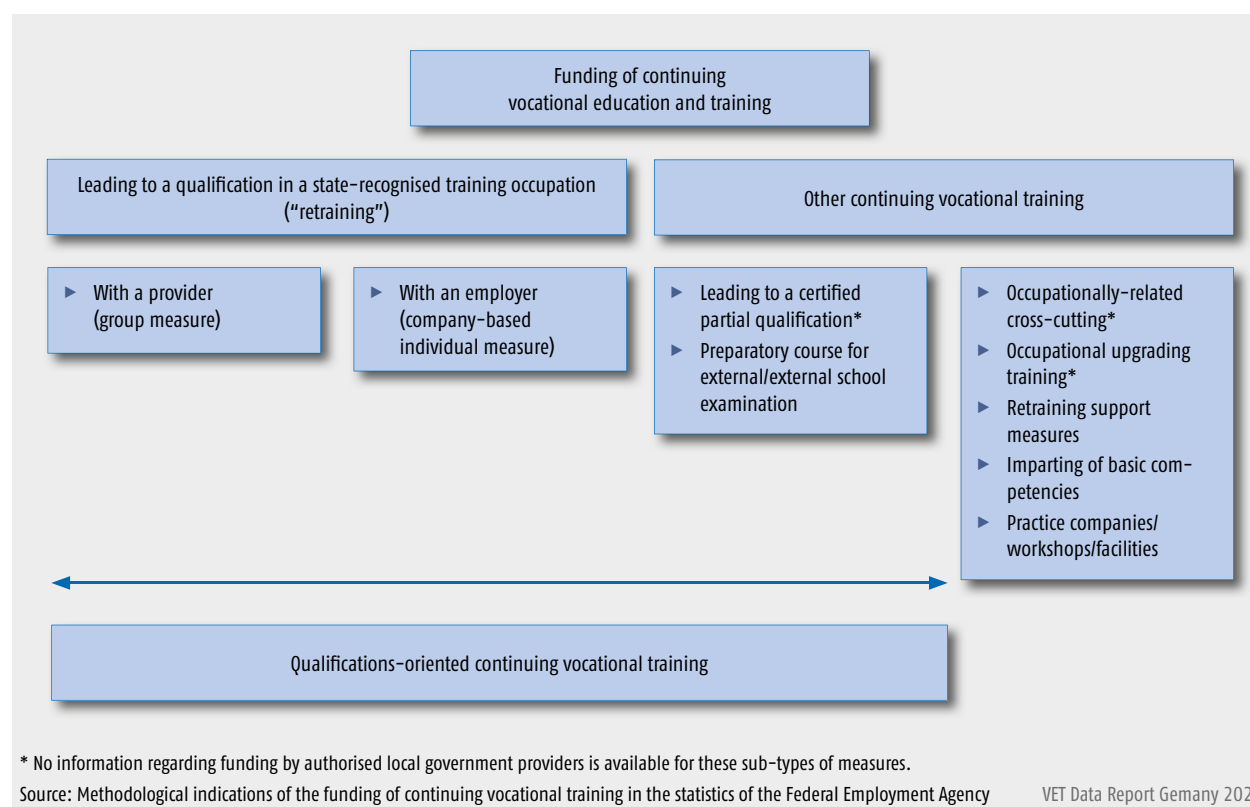 Funding of continuing
vocational education and training
Leading to a qualification in a state-recognised training occupation
(“retraining”)
Other continuing vocational training
► With a provider
(group measure)
► With an employer
(company-based
individual measure)
► Leading to a certified
partial qualification*
► Preparatory course for
external/external school
examination
► Occupationally-related
cross-cutting*
► Occupational upgrading
training*
► Retraining support
measures
► Imparting of basic com-
petencies
► Practice companies/
workshops/facilities
Qualifications-oriented continuing vocational training
* No information regarding funding by authorised local government providers is available for these sub-types of measures.
Source: Methodological indications of the funding of continuing vocational training in the statistics of the Federal Employment Agency
VET Data Report Gemany 202